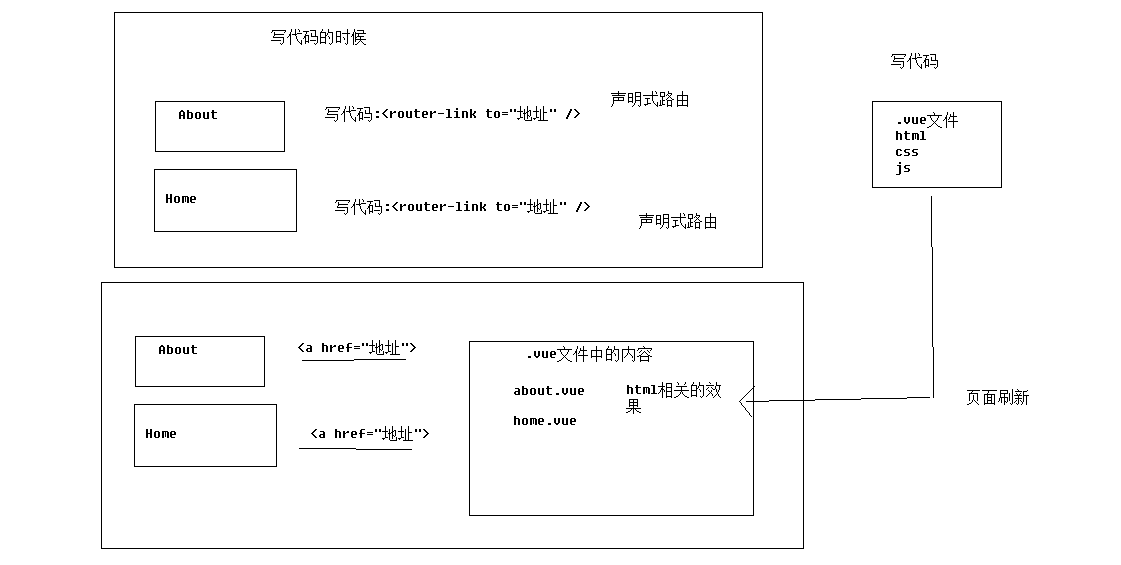 写代码的时候
About
写代码:<router-link to="地址" />
声明式路由
Home
写代码:<router-link to="地址" />
声明式路由
写代码
.vue文件
html
css
js
About
<a href="地址">
Home
<a href="地址">
.vue文件中的内容
about.vue
home.vue
html相关的效
果
页面刷新